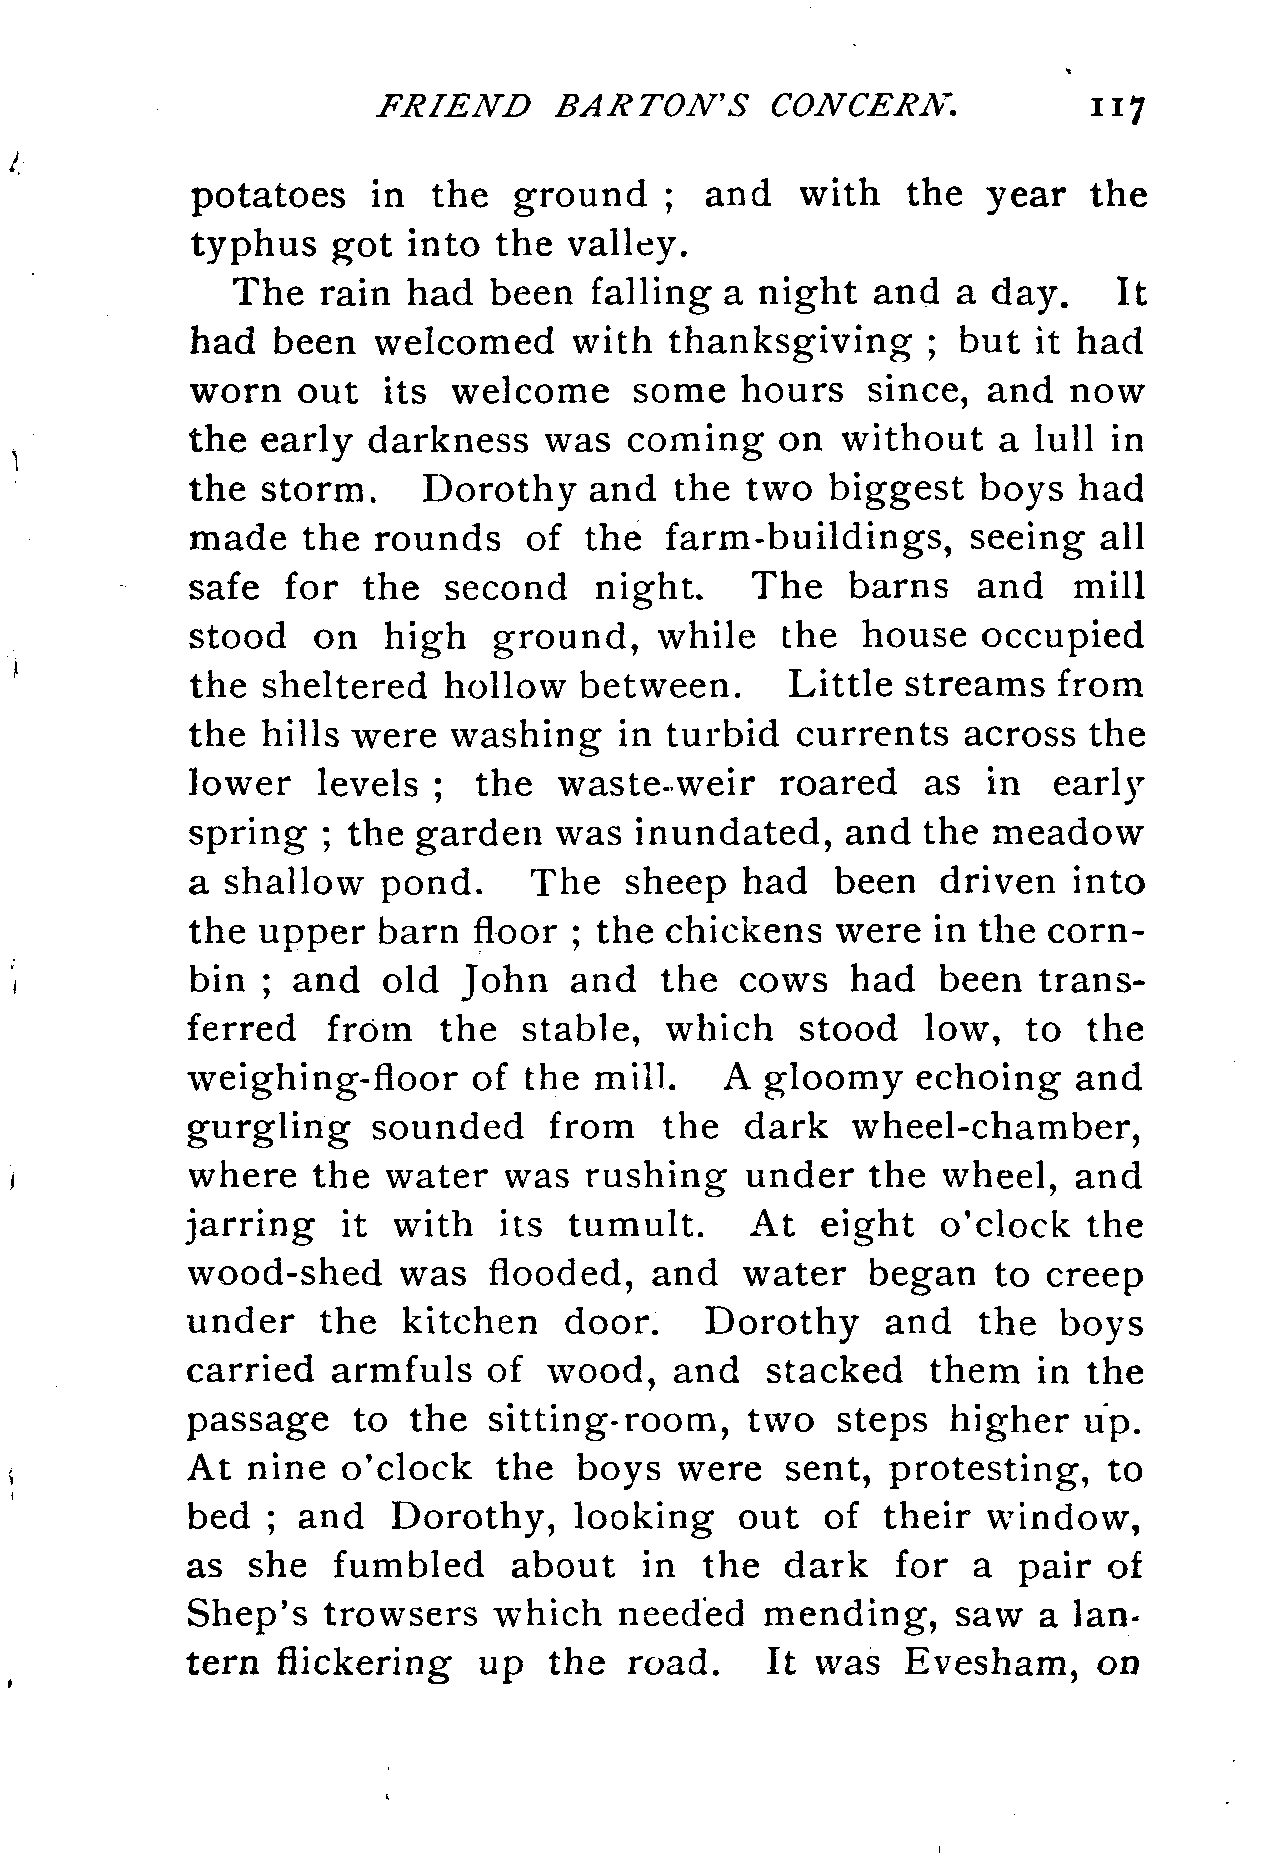 FRIEND BARTON'S CONCERN. 117
potatoes in the ground ; and with the year the
typhus got into the valley.
The rain had been falling a night and a day. It
had been welcomed with thanksgiving ; but it had
worn out its welcome some hours since, and now
the early darkness was coming on without a lull in
the storm. Dorothy and the two biggest boys had
made the rounds of the farm-buildings, seeing all
safe for the second night. The barns and mill
stood on high ground, while the house occupied
the sheltered hollow between. Little streams from
the hills were washing in turbid currents across the
lower levels ; the waste-weir roared as in early
spring ; the garden was inundated, and the meadow
a shallow pond. The sheep had been driven into
the upper barn floor ; the chickens were in the corn-
bin ; and old John and the cows had been trans-
ferred from the stable, which stood low, to the
weighing-floor of the mill. A gloomy echoing and
gurgling sounded from the dark wheel-chamber,
where the water was rushing under the wheel, and
jarring it with its tumult. At eight o'clock the
wood-shed was flooded, and water began to creep
under the kitchen door. Dorothy and the boys
carried armfuls of wood, and stacked them in the
passage to the sitting-room, two steps higher up.
At nine o'clock the boys were sent, protesting, to
bed ; and Dorothy, looking out of their window,
as she fumbled about in the dark for a pair of
Shep's trowsers which needed mending, saw a lan-
tern flickering up the road. It was Evesham, on